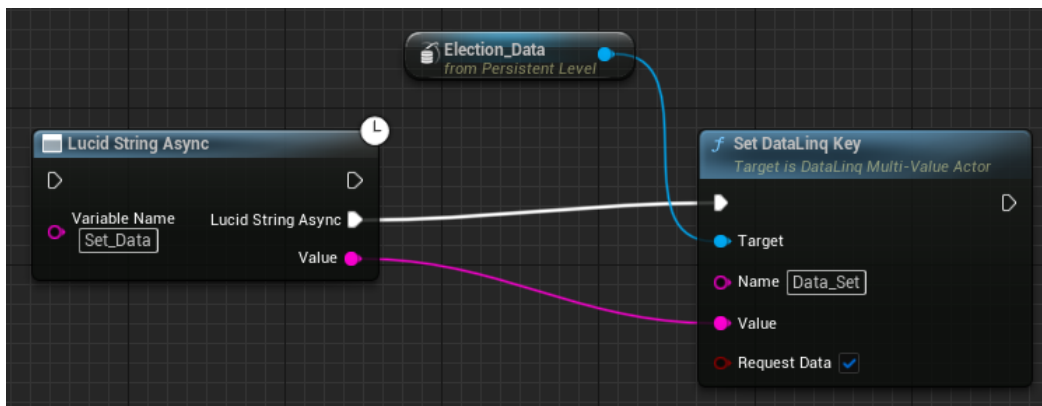 Election_Data
from Persistent Level
Lucid String Async
Variable Name
Set_Data
Lucid String Async
Value
f Set DataLinq Key
Target is DataLinq Multi-Value Actor
Target
Name Data_Set
Value
Request Data